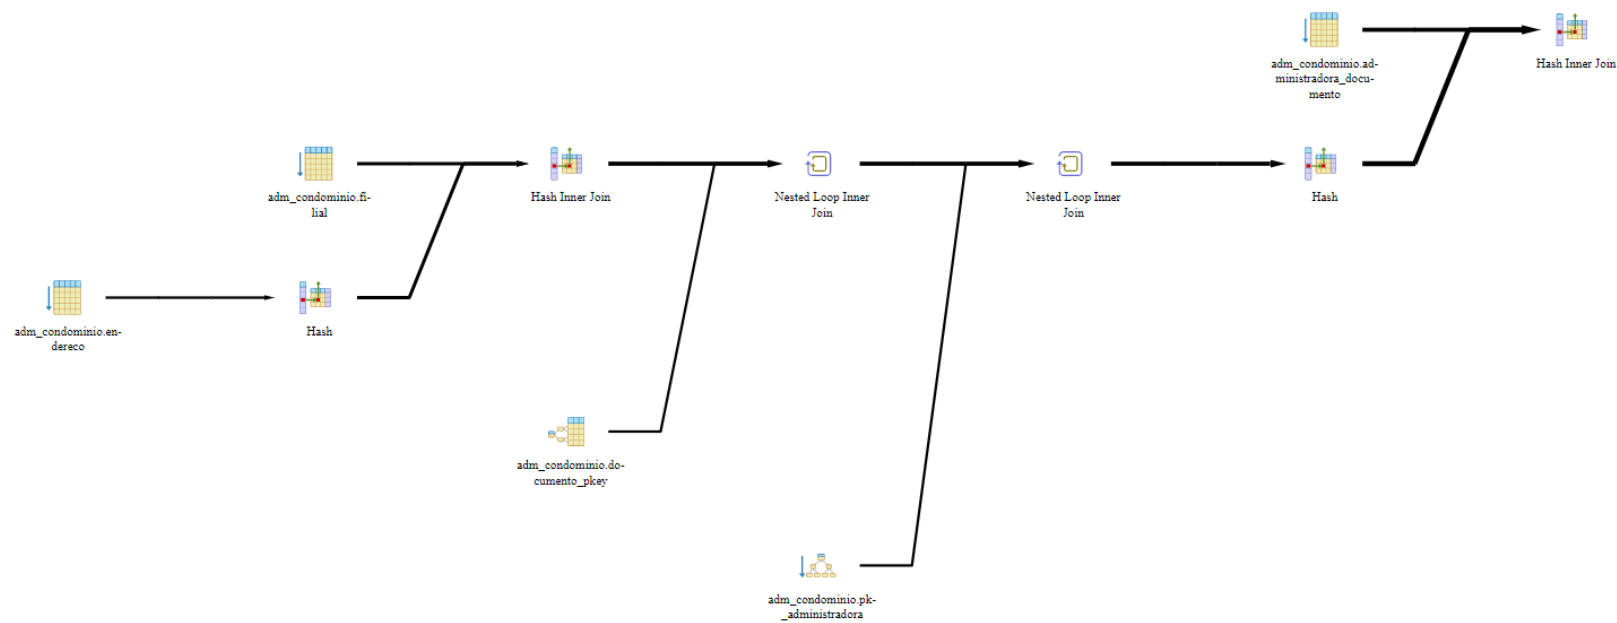 adm_condominio.ad-
ministradora_docu-
mento
Hash Inner Join
adm_condominio.fi-
lial
Hash Inner Join
Nested Loop Inner
Join
Nested Loop Inner
Join
Hash
adm_condominio.en-
dereco
Hash
adm_condominio.do-
cumento_pkey
adm_condominio.pk-
_administradora